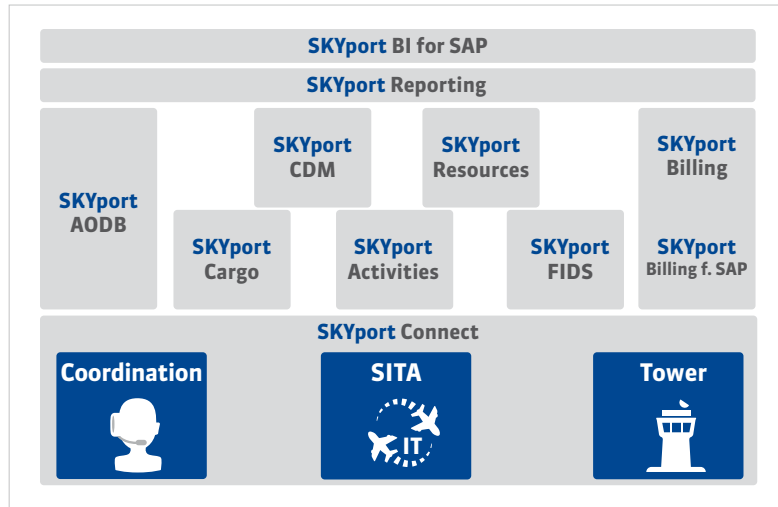 SKYport BI for SAP
SKYport Reporting
SKYport
AODB
SKYport
CDM
SKYport
Resources
SKYport
Billing
SKYport
Cargo
SKYport
Activities
SKYport
FIDS
SKYport
Billing f. SAP
SKYport Connect
Coordination
SITA
IT
Tower